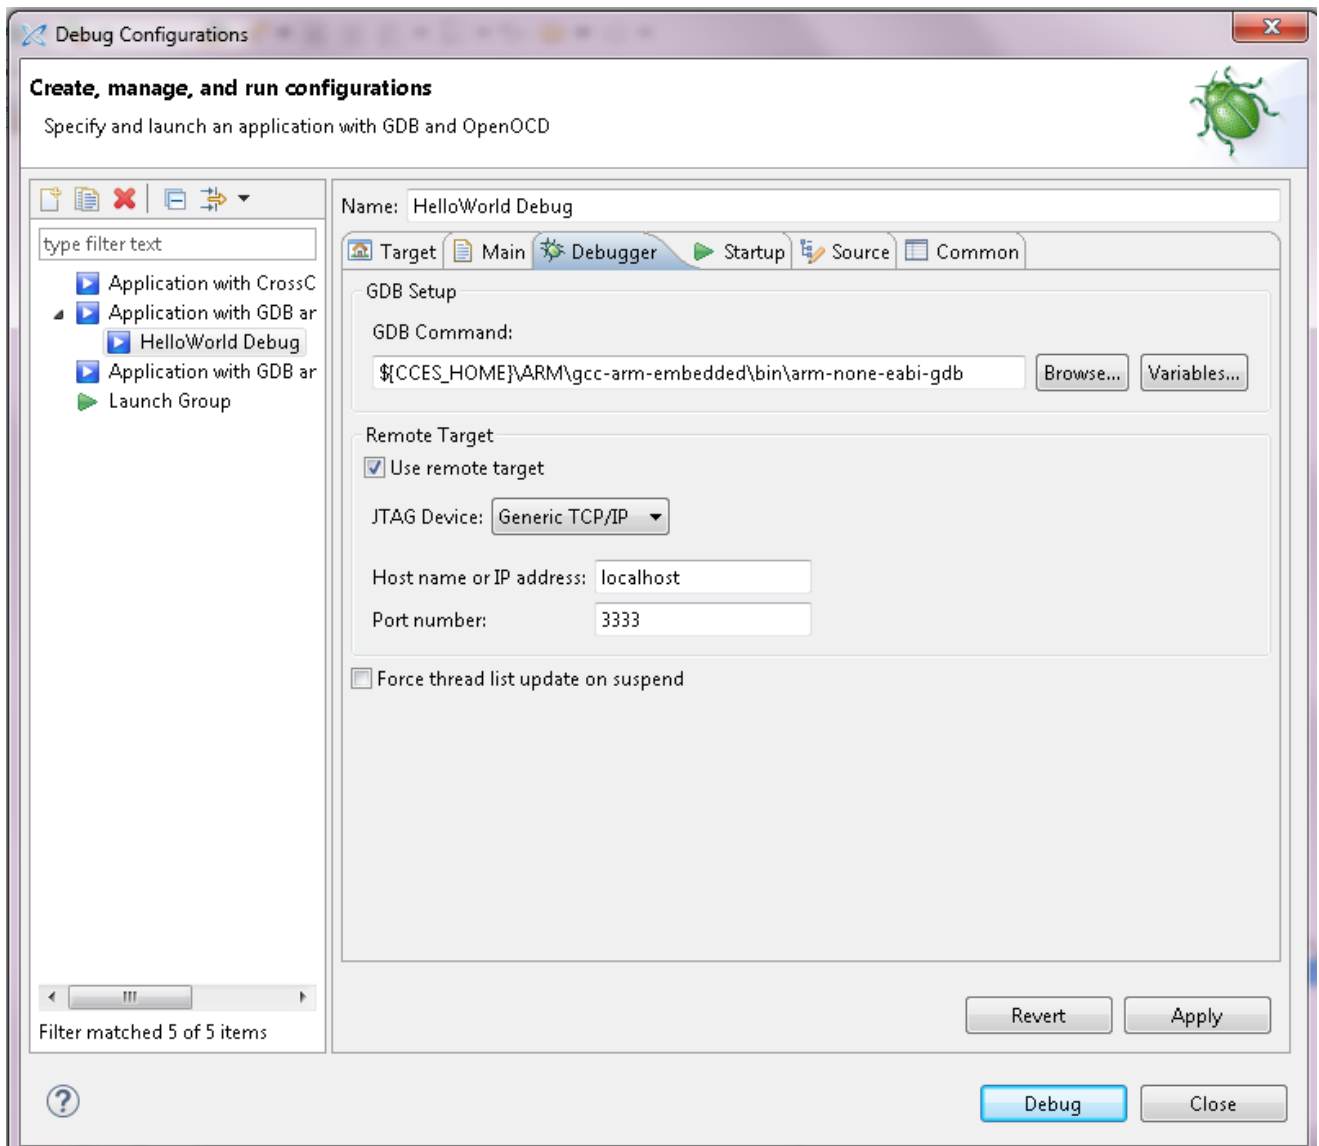 Debug Configurations
X
Create, manage, and run configurations
Specify and launch an application with GDB and OpenOCD
type filter text
Application with CrossC
Application with GDB ar
HelloWorld Debug
Application with GDB ar
Launch Group
Filter matched 5 of 5 items
Name: HelloWorld Debug
Target Main Debugger Startup Source Common
GDB Setup
GDB Command:
${CCES_HOME}\ARM\gcc-arm-embedded\bin\arm-none-eabi-gdb Browse... Variables...
Remote Target
Use remote target
JTAG Device: Generic TCP/IP
Host name or IP address: localhost
Port number: 3333
Force thread list update on suspend
Revert Apply
? Debug Close